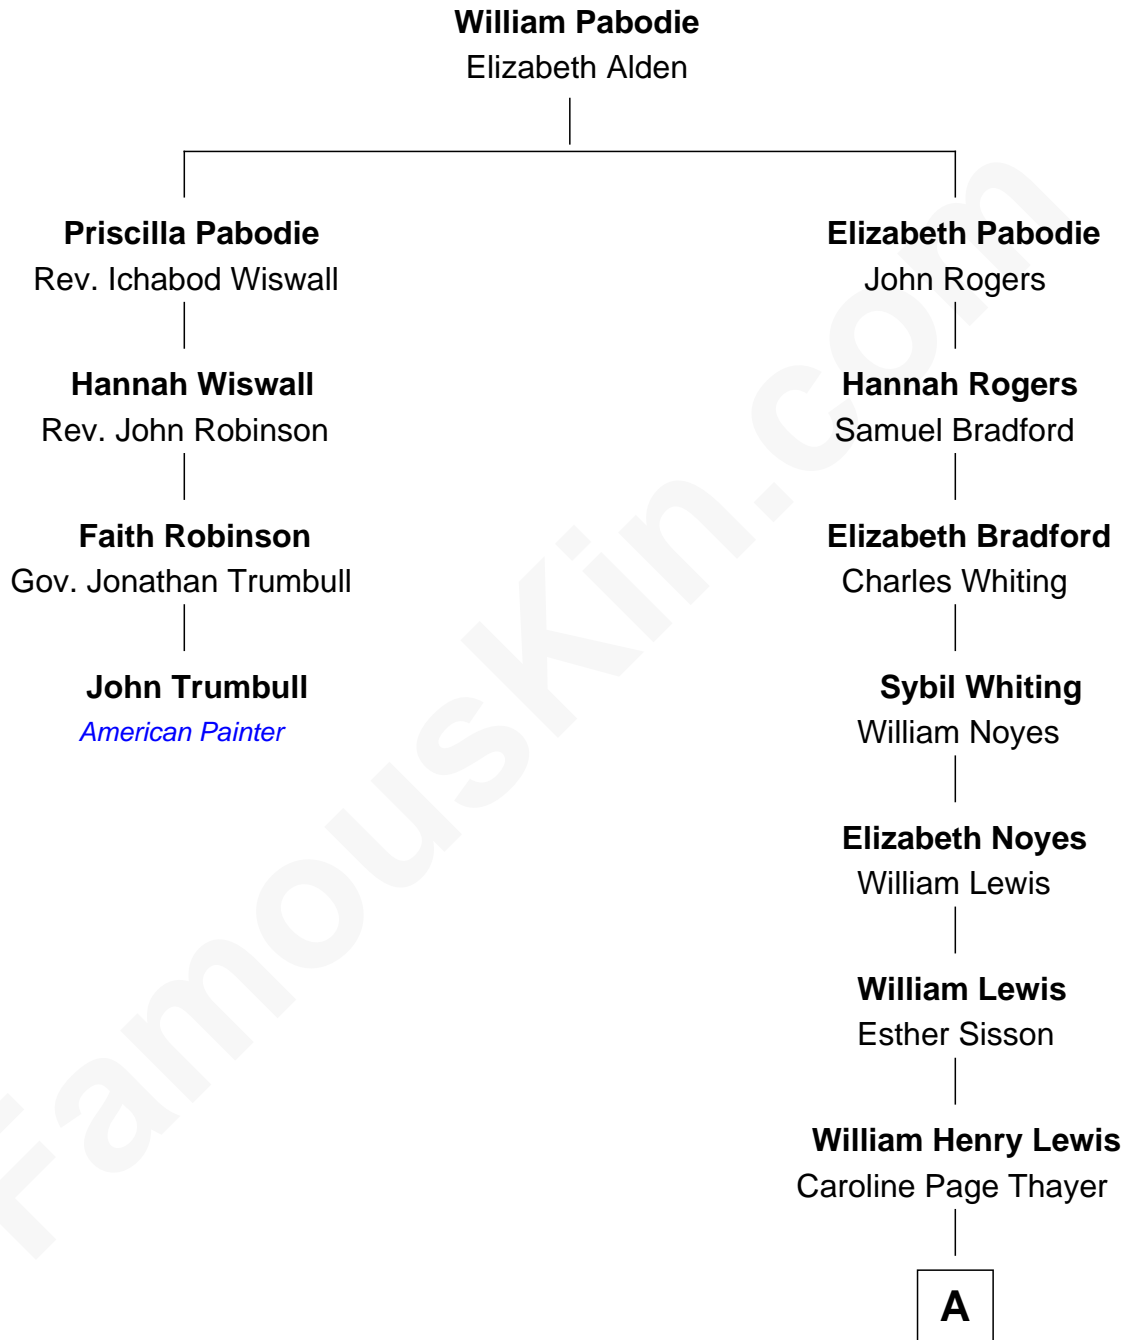 William Pabodie
Elizabeth Alden
Priscilla Pabodie
Rev. Ichabod Wiswall
Hannah Wiswall
Rev. John Robinson
Faith Robinson
Gov. Jonathan Trumbull
John Trumbull
American Painter
Elizabeth Pabodie
John Rogers
Hannah Rogers
Samuel Bradford
Elizabeth Bradford
Charles Whiting
Sybil Whiting
William Noyes
Elizabeth Noyes
William Lewis
William Lewis
Esther Sisson
William Henry Lewis
Caroline Page Thayer
A
FamousKin.com